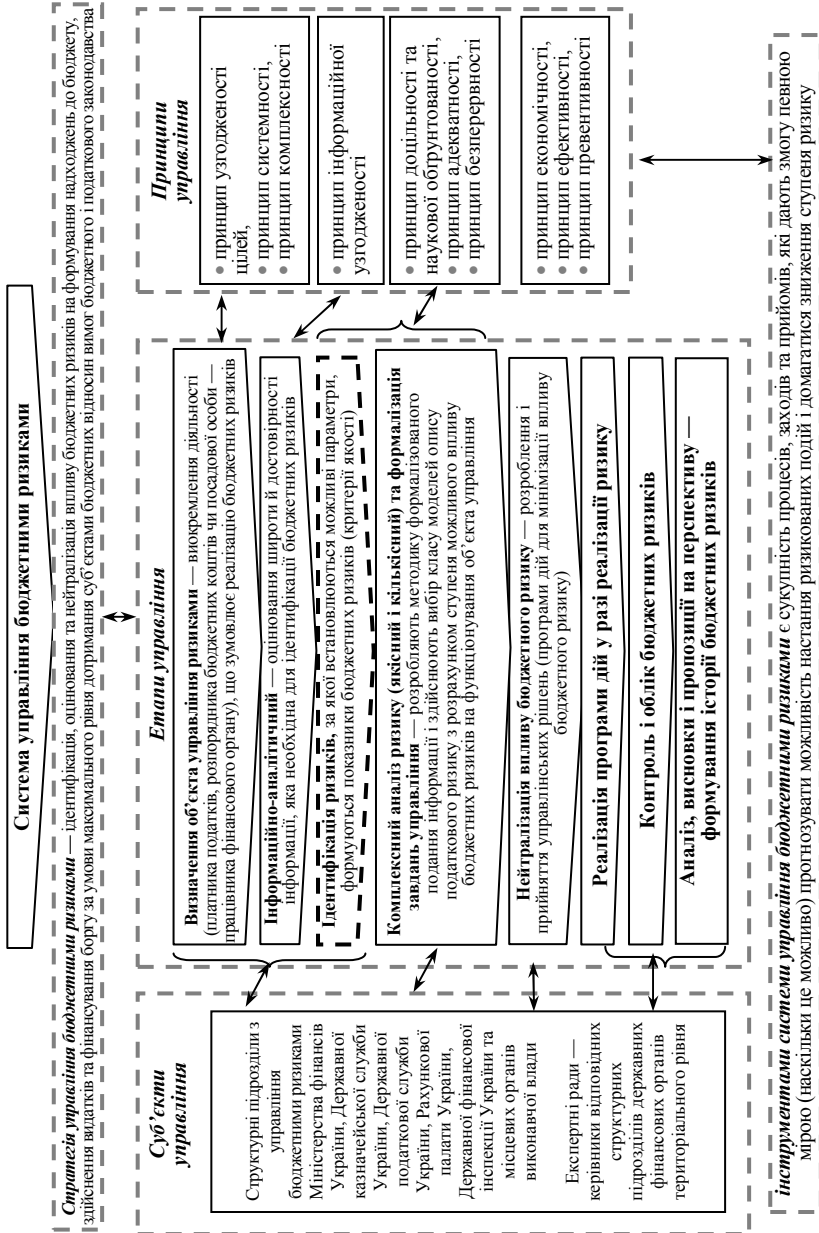 Система управління бюджетними ризиками
Стратегія управління бюджетними ризиками — ідентифікація, оцінювання та нейтралізація впливу бюджетних ризиків на формування надходжень до бюджету,
здійснення видатків та фінансування боргу за умови максимального рівня дотримання суб’єктами бюджетних відносин вимог бюджетного і податкового законодавства
Суб’єкти
управління
Структурні підрозділи з
управління
бюджетними ризиками
Міністерства фінансів
України, Державної
казначейської служби
України, Державної
податкової служби
України, Рахункової
палати України,
Державної фінансової
інспекції України та
місцевих органів
виконавчої влади
Експертні ради —
керівники відповідних
структурних
підрозділів державних
фінансових органів
територіального рівня
Етапи управління
Визначення об’єкта управління ризиками — виокремлення діяльності
(платника податків, розпорядника бюджетних коштів чи посадової особи —
працівника фінансового органу), що зумовлює реалізацію бюджетних ризиків
Інформаційно-аналітичний — оцінювання широти й достовірності
інформації, яка необхідна для ідентифікації бюджетних ризиків
Ідентифікація ризиків, за якої встановлюються можливі параметри,
формуються показники бюджетних ризиків (критерії якості)
Комплексний аналіз ризику (якісний і кількісний) та формалізація
завдань управління — розробляють методику формалізованого
подання інформації і здійснюють вибір класу моделей опису
податкового ризику з розрахунком ступеня можливого впливу
бюджетних ризиків на функціонування об’єкта управління
Нейтралізація впливу бюджетного ризику — розроблення і
прийняття управлінських рішень (програми дій для мінімізації впливу
бюджетного ризику)
Реалізація програми дій у разі реалізації ризику
Контроль і облік бюджетних ризиків
Аналіз, висновки і пропозиції на перспективу —
формування історії бюджетних ризиків
Принципи
управління
• принцип узгодженості
цілей,
• принцип системності,
• принцип комплексності
• принцип інформаційної
узгодженості
• принцип доцільності та
наукової обґрунтованості,
• принцип адекватності,
• принцип безперервності
• принцип економічності,
• принцип ефективності,
• принцип превентивності
інструментами системи управління бюджетними ризиками є сукупність процесів, заходів та прийомів, які дають змогу певною
мірою (наскільки це можливо) прогнозувати можливість настання ризикованих подій і домагатися зниження ступеня ризику